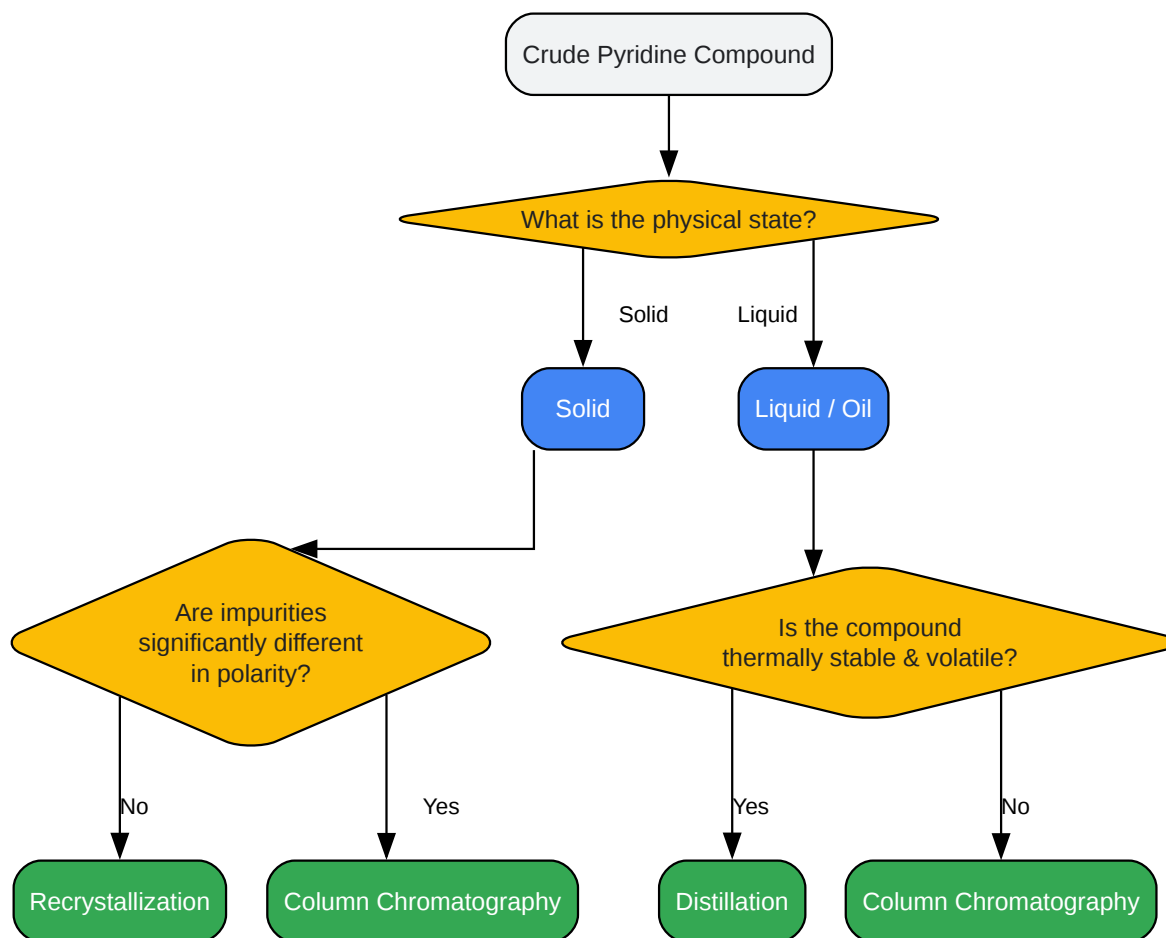 Crude Pyridine Compound
What is the physical state?
Solid
Liquid
Solid
Liquid / Oil
Are impurities
significantly different
in polarity?
Is the compound
thermally stable & volatile?
No
Yes
Yes
No
Recrystallization
Column Chromatography
Distillation
Column Chromatography